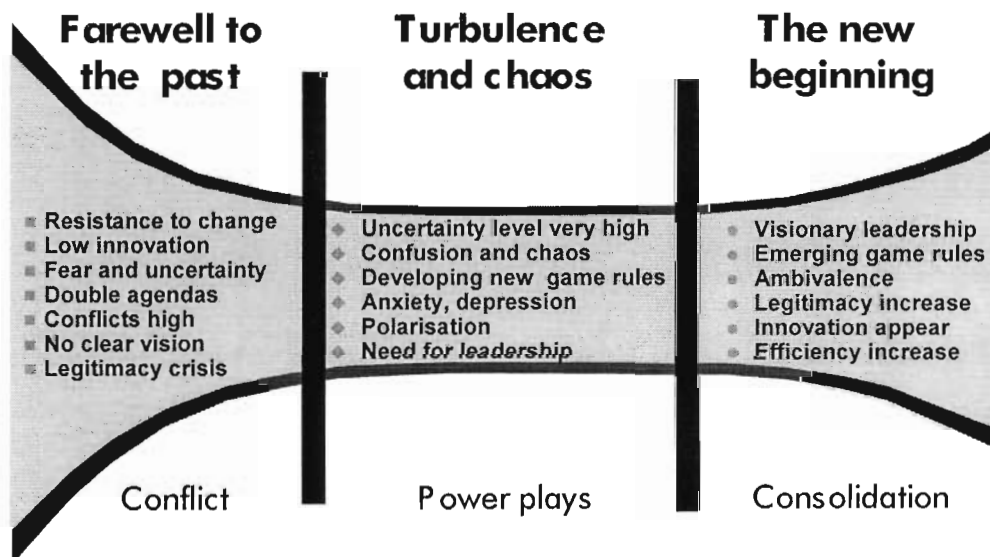 Farewell to
the past
Resistance to change
Low innovation
Fear and uncertainty
Double agendas
Conflicts high
No clear vision
Legitimacy crisis
Conflict
Turbulence
and chaos
Uncertainty level very high
Confusion and chaos
Developing new game rules
Anxiety, depression
Polarisation
Need for leadership
Power plays
The new
beginning
Visionary leadership
Emerging game rules
Ambivalence
Legitimacy increase
Innovation appear
Efficiency increase
Consolidation